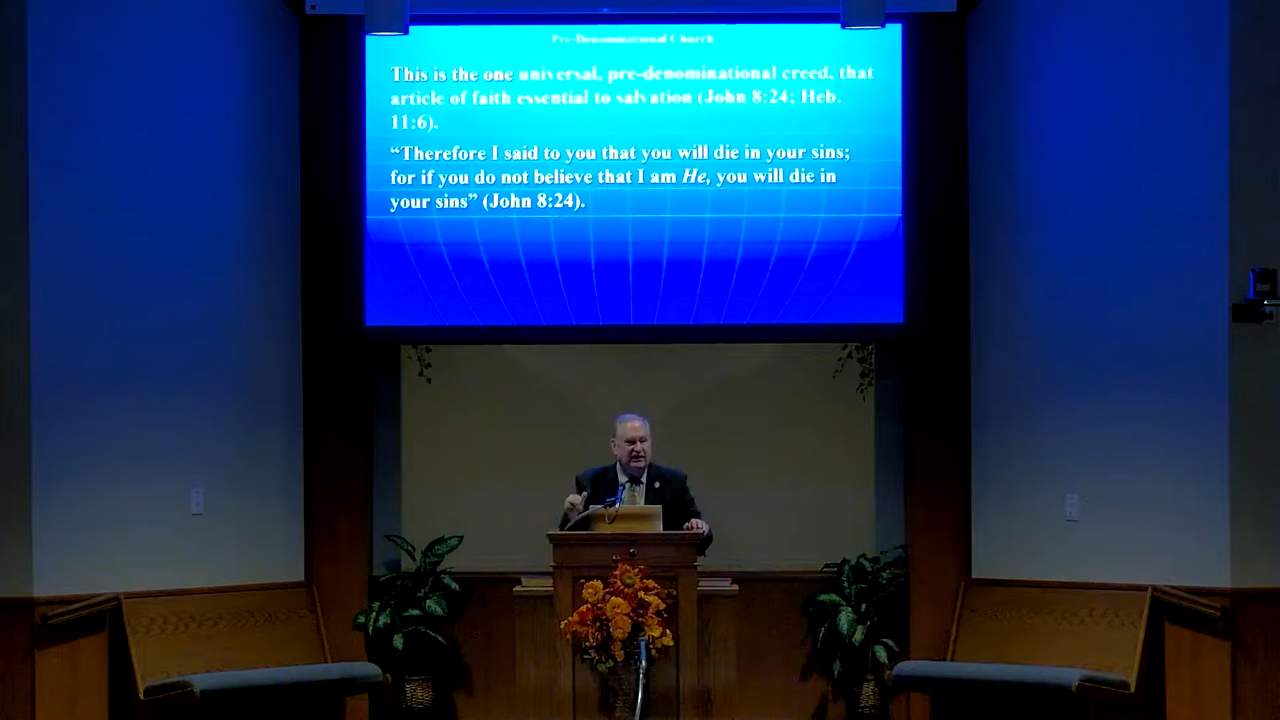 Pre-Denominational Church
This is the one universal, pre-denominational creed, that
article of faith essential to salvation (John 8:24; Heb.
11:6).
“Therefore I said to you that you will die in your sins;
for if you do not believe that I am He, you will die in
your sins” (John 8:24).